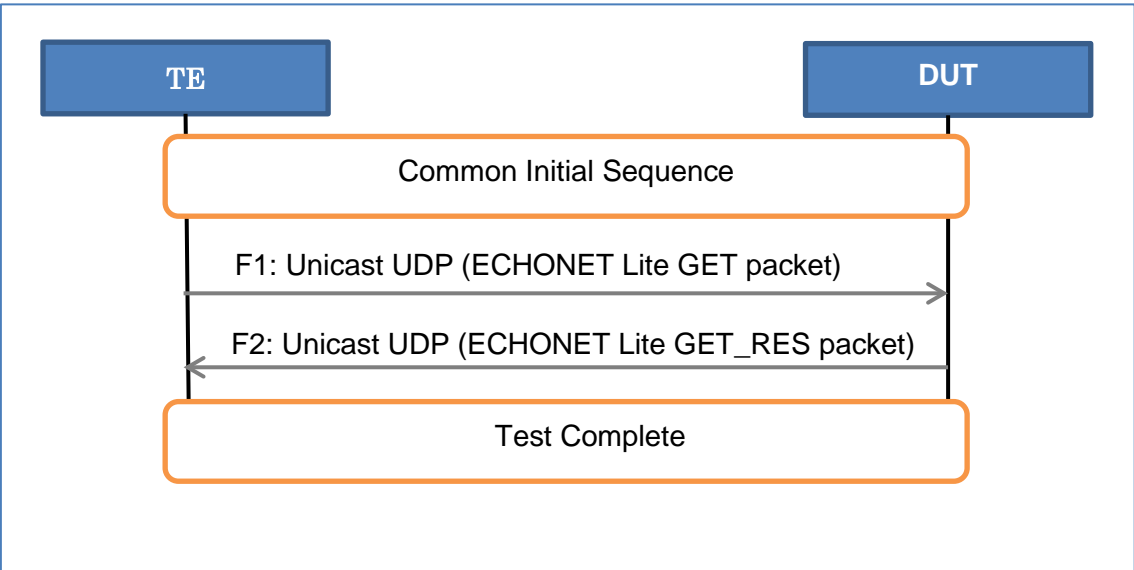 TE
DUT
Common Initial Sequence
F1: Unicast UDP (ECHONET Lite GET packet)
F2: Unicast UDP (ECHONET Lite GET_RES packet)
Test Complete